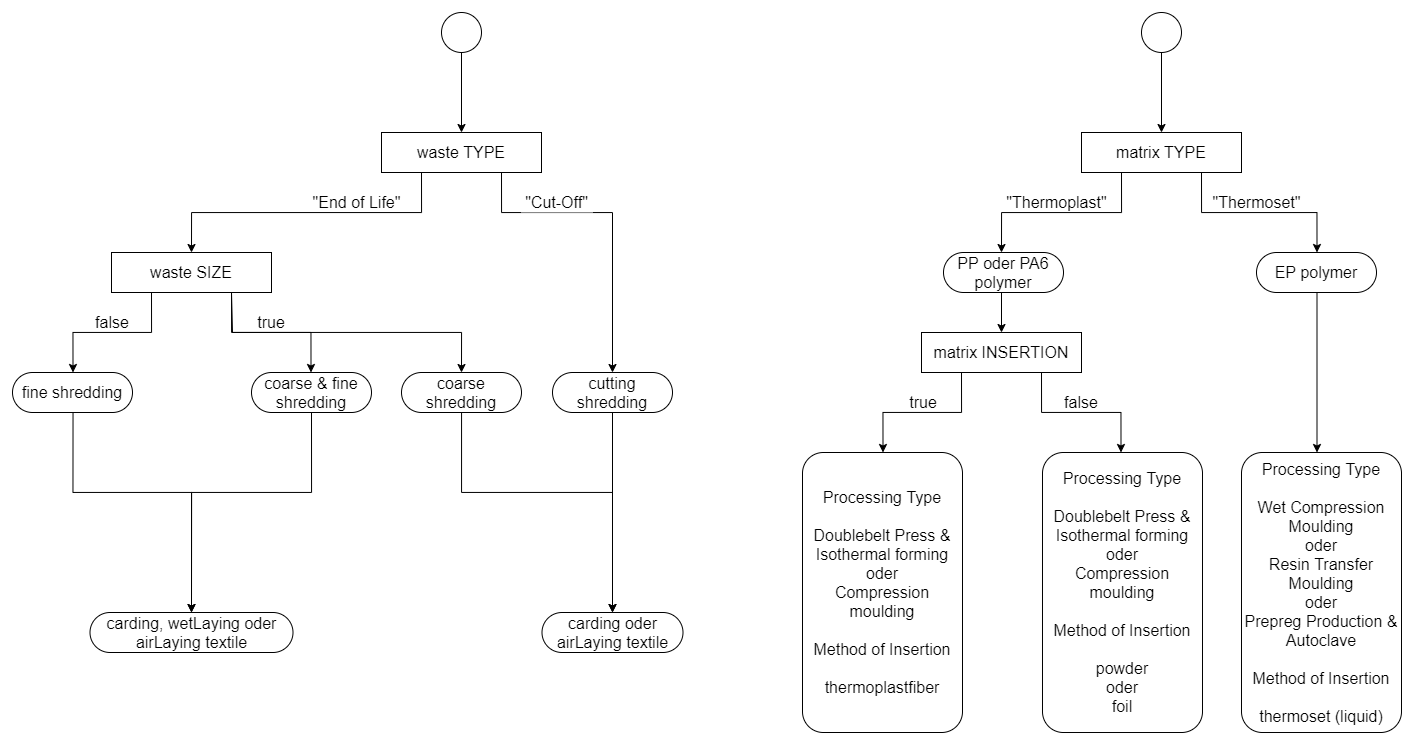 waste TYPE
"End of Life"
"Cut-Off"
waste SIZE
false
true
fine shredding
coarse & fine
shredding
coarse
shredding
cutting
shredding
carding, wetLaying oder
airLaying textile
carding oder
airLaying textile
matrix TYPE
"Thermoplast"
"Thermoset"
PP oder PA6
polymer
EP polymer
matrix INSERTION
true
false
Processing Type
Doublebelt Press &
Isothermal forming
oder
Compression
moulding
Method of Insertion
thermoplastfiber
Processing Type
Doublebelt Press &
Isothermal forming
oder
Compression
moulding
Method of Insertion
powder
oder
foil
Processing Type
Wet Compression
Moulding
oder
Resin Transfer
Moulding
oder
Prepreg Production &
Autoclave
Method of Insertion
thermoset (liquid)